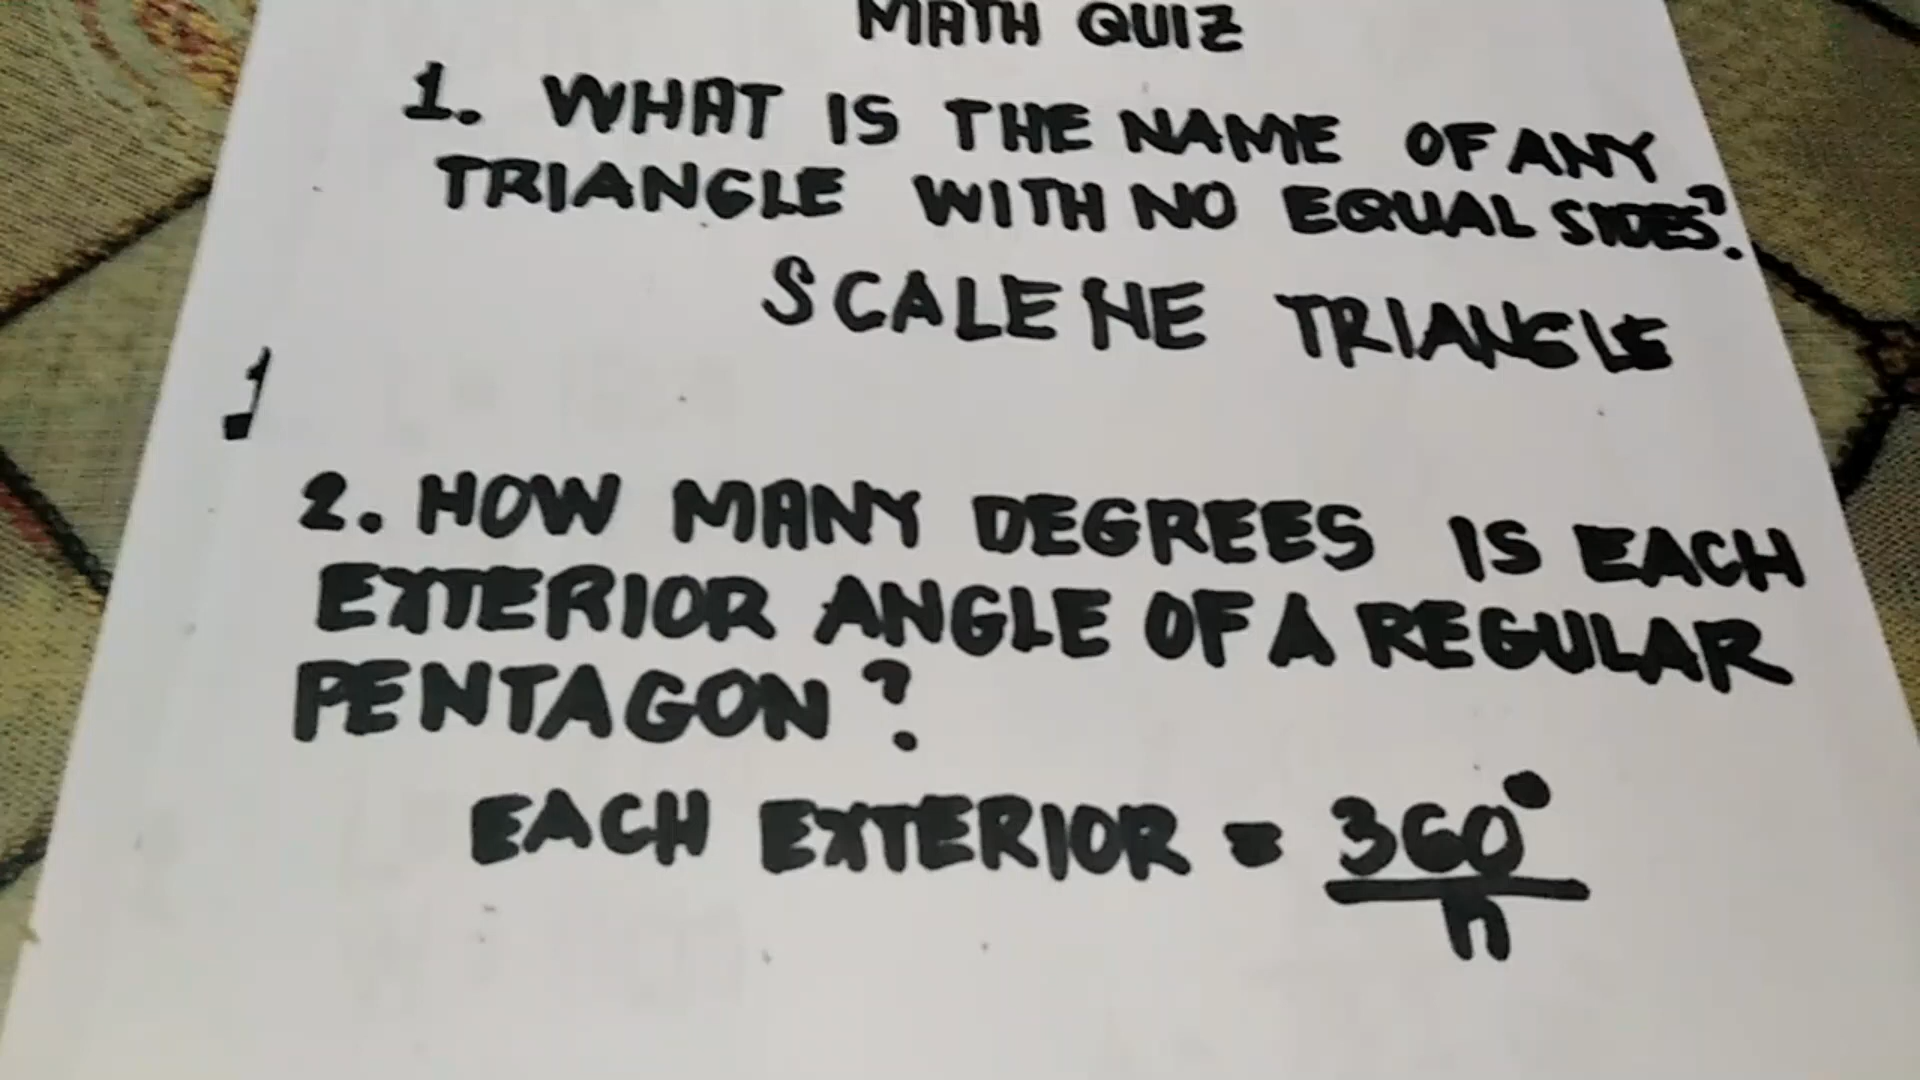 MATH QUIZ
1. WHAT IS THE NAME OF ANY
TRIANGLE WITH NO EQUAL SIDES?
SCALENE TRIANGLE
2. HOW MANY DEGREES IS EACH
EXTERIOR ANGLE OF A REGULAR
PENTAGON?
EACH EXTERIOR = 360°
n